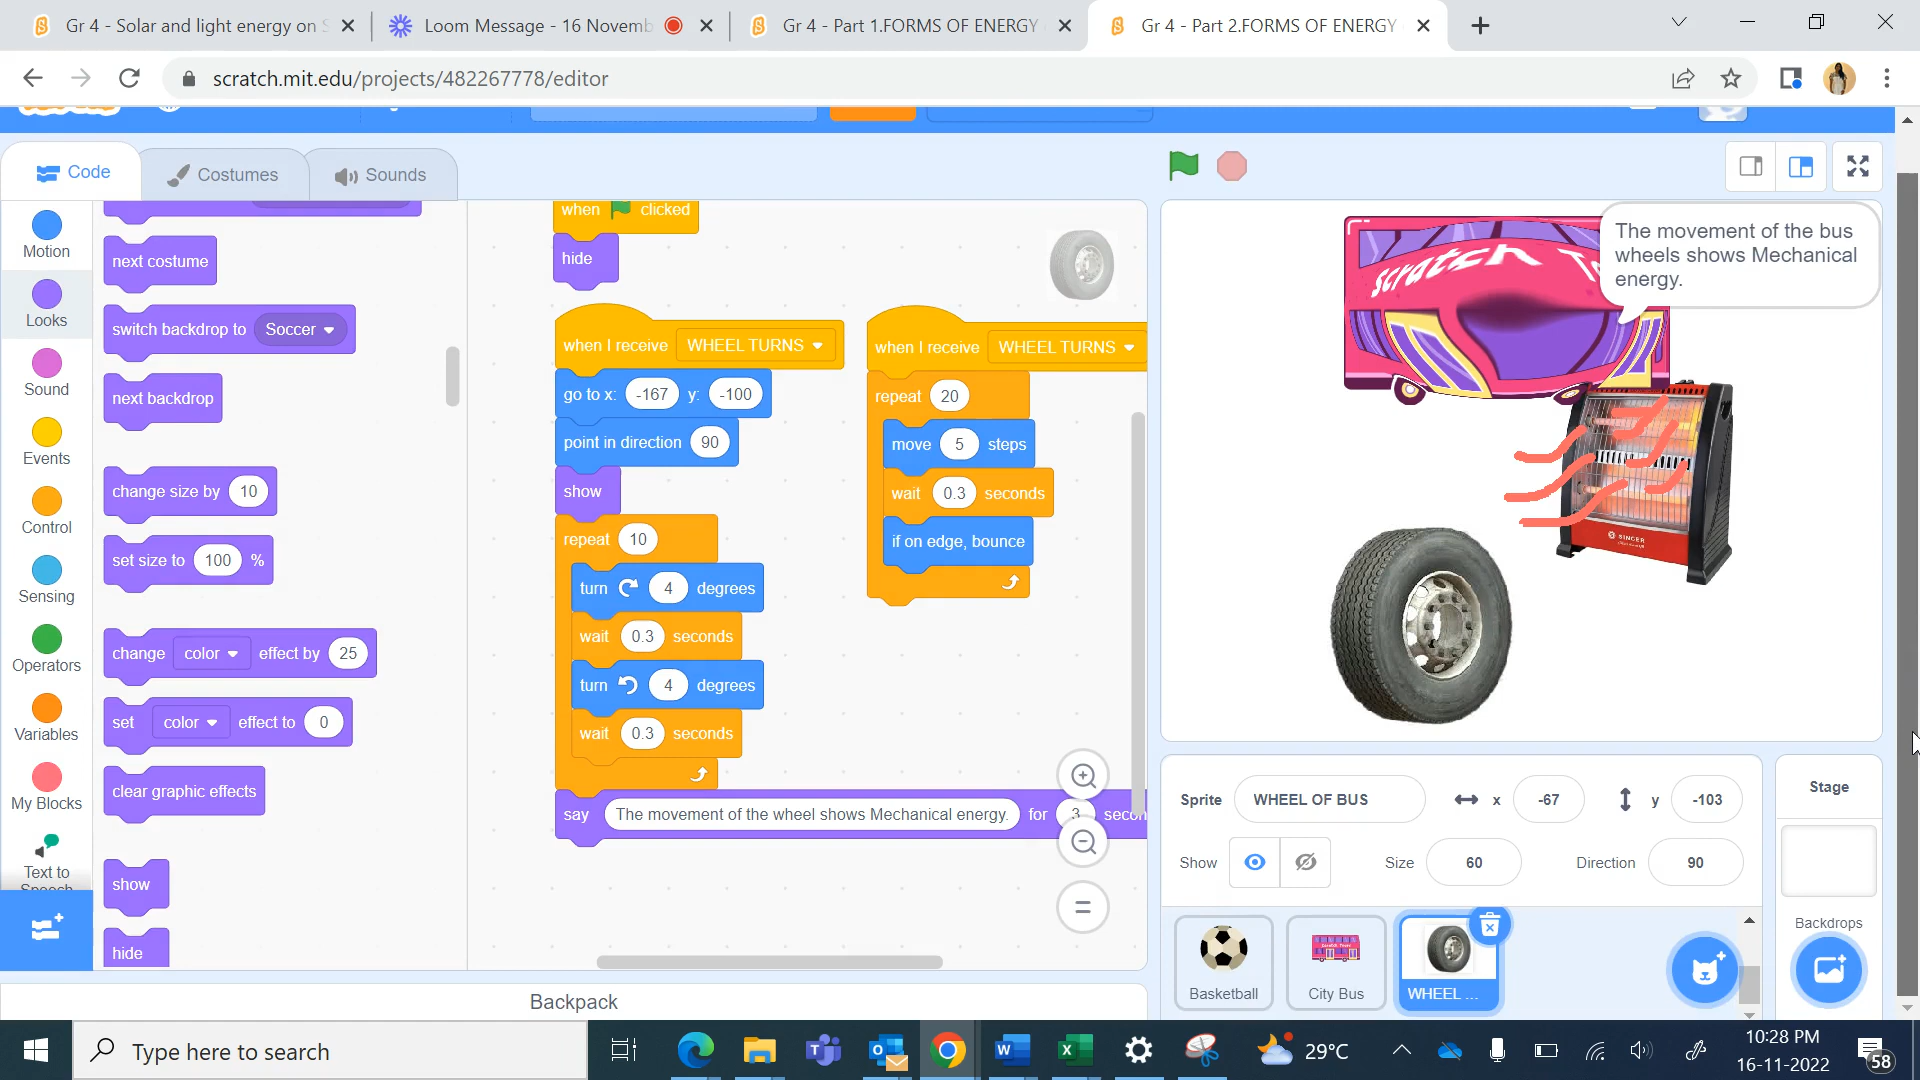 Gr 4 - Solar and light energy on S
Loom Message - 16 Novemb
Gr 4 - Part 1.FORMS OF ENERGY
Gr 4 - Part 2.FORMS OF ENERGY
scratch.mit.edu/projects/482267778/editor
Code
Costumes
Sounds
Motion
Looks
Sound
Events
Control
Sensing
Operators
Variables
My Blocks
Text to
Speech
next costume
switch backdrop to Soccer
next backdrop
change size by 10
set size to 100 %
change color effect by 25
set color effect to 0
clear graphic effects
show
hide
when clicked
hide
when I receive WHEEL TURNS
go to x: -167 y: -100
point in direction 90
show
repeat 10
turn 4 degrees
wait 0.3 seconds
turn 4 degrees
wait 0.3 seconds
say The movement of the wheel shows Mechanical energy. for 3 secon
when I receive WHEEL TURNS
repeat 20
move 5 steps
wait 0.3 seconds
if on edge, bounce
Scratch To
The movement of the bus
wheels shows Mechanical
energy.
SINGER
Sprite WHEEL OF BUS x -67 y -103
Show Size 60 Direction 90
Basketball
City Bus
WHEEL ...
Stage
Backdrops
Backpack
Type here to search
29°C
10:28 PM
16-11-2022
58